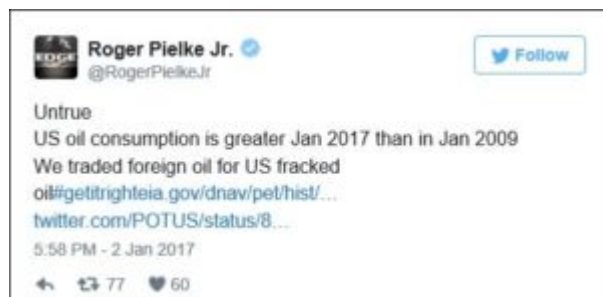 EDGE
Roger Pielke Jr.
@RogerPielkeJr
Follow
Untrue
US oil consumption is greater Jan 2017 than in Jan 2009
We traded foreign oil for US fracked
oil#getitrighteia.gov/dnav/pet/hist/...
twitter.com/POTUS/status/8...
5:58 PM - 2 Jan 2017
77 60